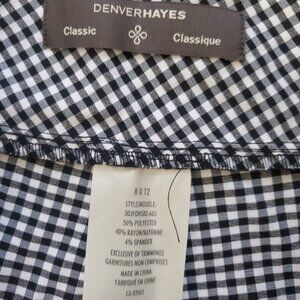 DENVERHAYES
Classic Classique
8 X 12
STYLE/MODÈLE:
56% POLYESTER
40% RAYON/RAYONNE
4% SPANDEX
EXCLUSIVE OF TRIMMINGS
GARNITURES NON COMPRISES
MADE IN CHINA
FABRIQUÉ EN CHINE